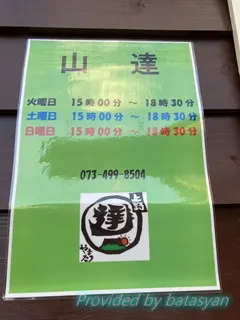 山　達
火曜日　15時00分　～　18時30分
土曜日　15時00分　～　18時30分
日曜日　15時00分　～　18時30分
073-499-8504
達
Provided by batasyan